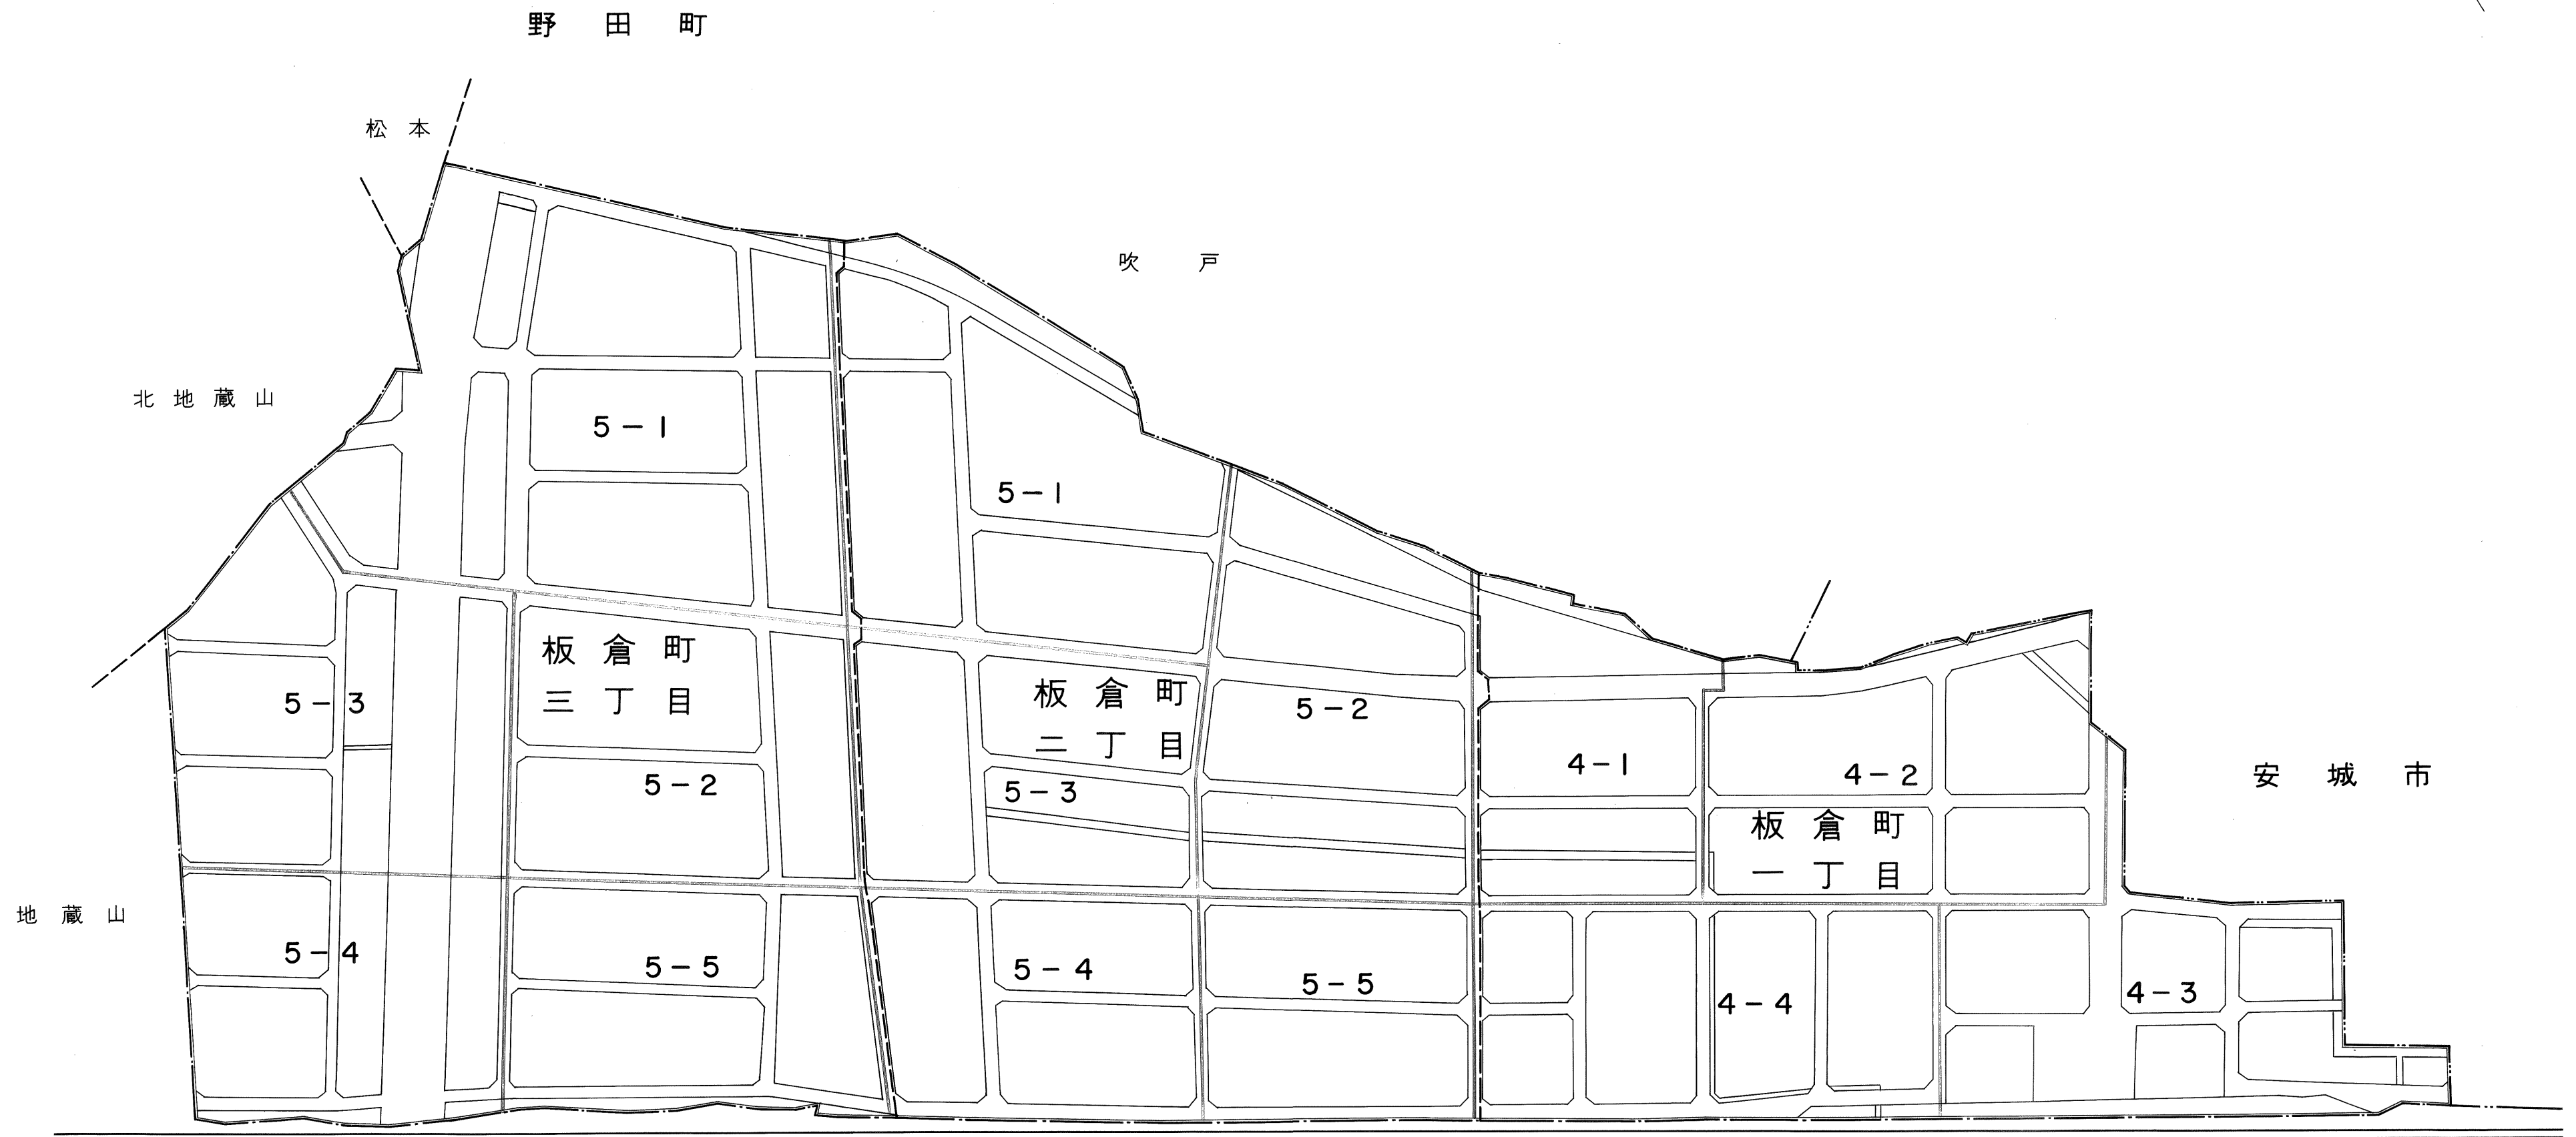 野田町
松本
吹戸
北地蔵山
5-1
5-1
板倉町
三丁目
5-3
板倉町
二丁目
5-2
4-1
4-2
安城市
5-2
5-3
板倉町
一丁目
地蔵山
5-4
5-5
5-4
5-5
4-4
4-3